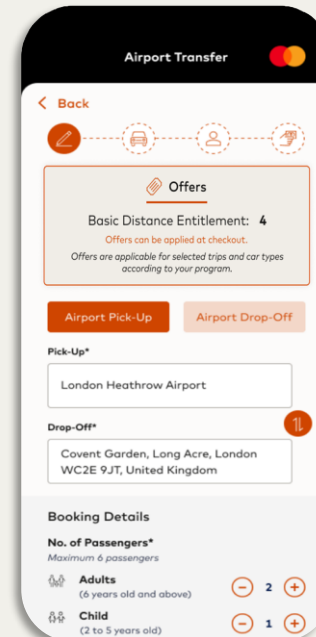 Airport Transfer
Back
Offers
Basic Distance Entitlement: 4
Offers can be applied at checkout.
Offers are applicable for selected trips and car types
according to your program.
Airport Pick-Up
Airport Drop-Off
Pick-Up*
London Heathrow Airport
Drop-Off*
Covent Garden, Long Acre, London
WC2E 9JT, United Kingdom
Booking Details
No. of Passengers*
Maximum 6 passengers
Adults
(6 years old and above)
2
Child
(2 to 5 years old)
1